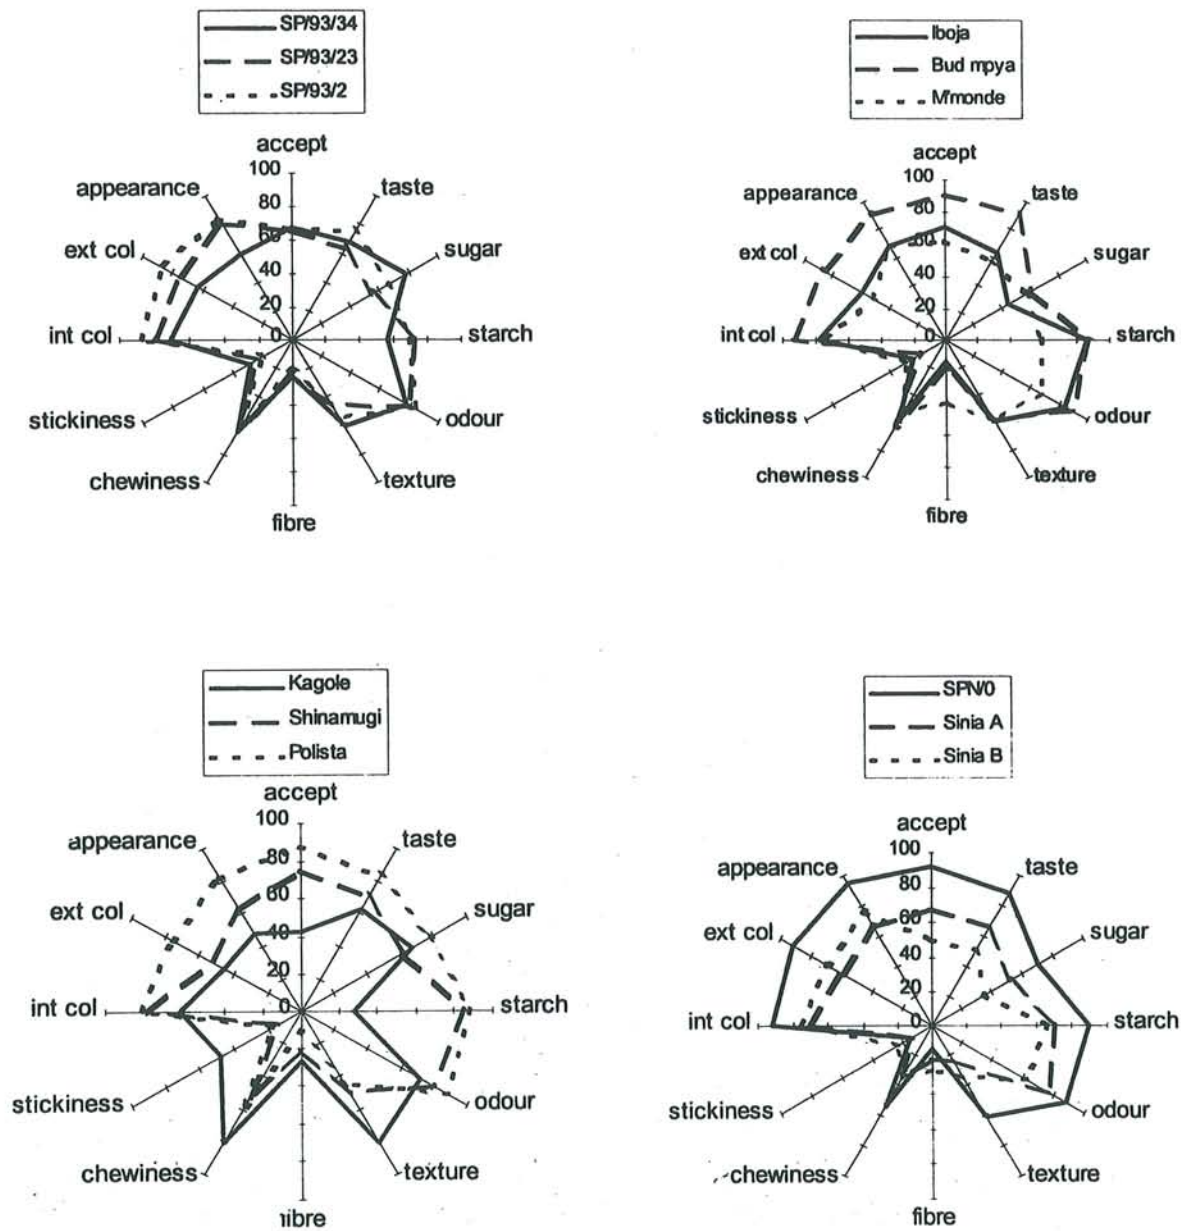 SP/93/34
SP/93/23
SP/93/2
accept
100
appearance
taste
80
60
ext col
sugar
40
20
int col
0
starch
stickiness
odour
chewiness
texture
fibre
Iboja
Bud mpya
M'monde
accept
100
appearance
taste
80
60
ext col
sugar
40
20
int col
0
starch
stickiness
odour
chewiness
texture
fibre
Kagole
Shinamugi
Polista
accept
100
appearance
taste
80
60
ext col
sugar
40
20
int col
0
starch
stickiness
odour
chewiness
texture
fibre
SPN/0
Sinia A
Sinia B
accept
100
appearance
taste
80
60
ext col
sugar
40
20
int col
0
starch
stickiness
odour
chewiness
texture
fibre